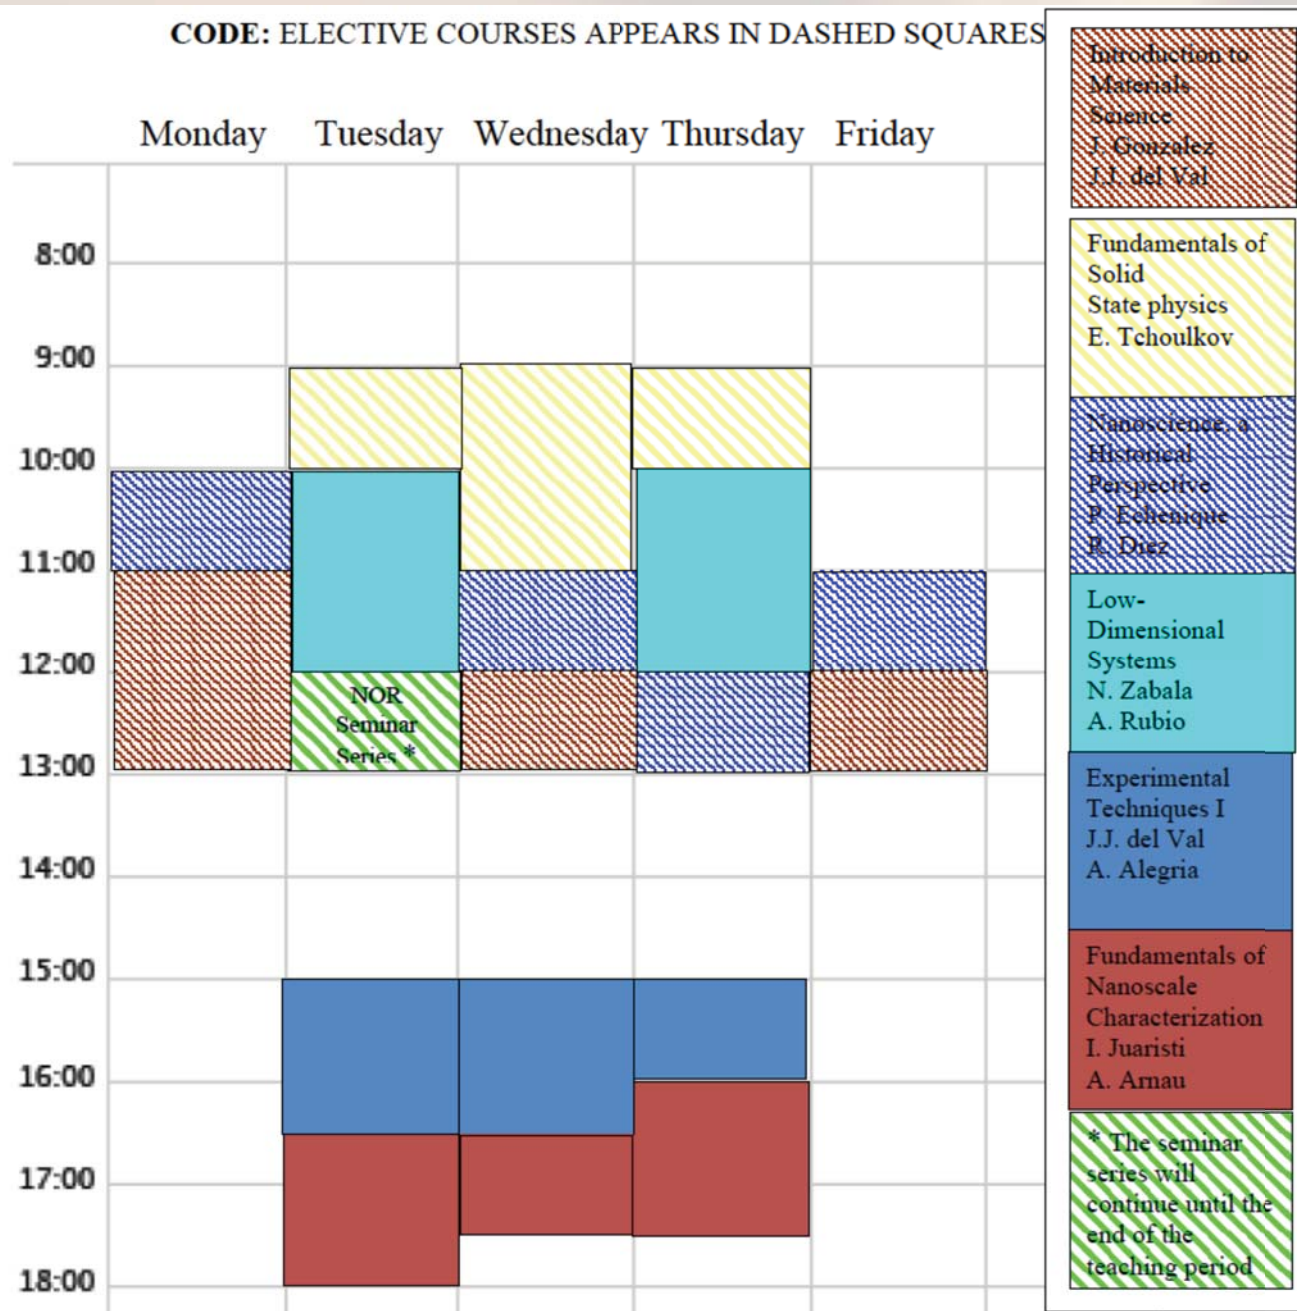 CODE: ELECTIVE COURSES APPEARS IN DASHED SQUARES
Monday Tuesday Wednesday Thursday Friday
8:00
9:00
10:00
11:00
12:00
13:00
14:00
15:00
16:00
17:00
18:00
NOR
Seminar
Series *
Introduction to
Materials
Science
J. Gonzalez
J.J. del Val
Fundamentals of
Solid
State physics
E. Tchoulkov
Nanoscience, a
Historical
Perspective
P. Echenique
R. Diez
Low-
Dimensional
Systems
N. Zabala
A. Rubio
Experimental
Techniques I
J.J. del Val
A. Alegria
Fundamentals of
Nanoscale
Characterization
I. Juaristi
A. Arnau
* The seminar
series will
continue until the
end of the
teaching period